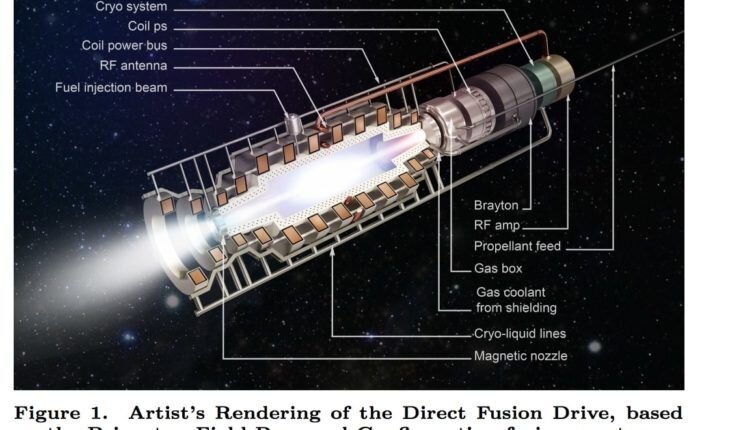 Cryo system
Coil ps
Coil power bus
RF antenna
Fuel injection beam
Brayton
RF amp
Propellant feed
Gas box
Gas coolant
from shielding
Cryo-liquid lines
Magnetic nozzle
Figure 1. Artist's Rendering of the Direct Fusion Drive, based